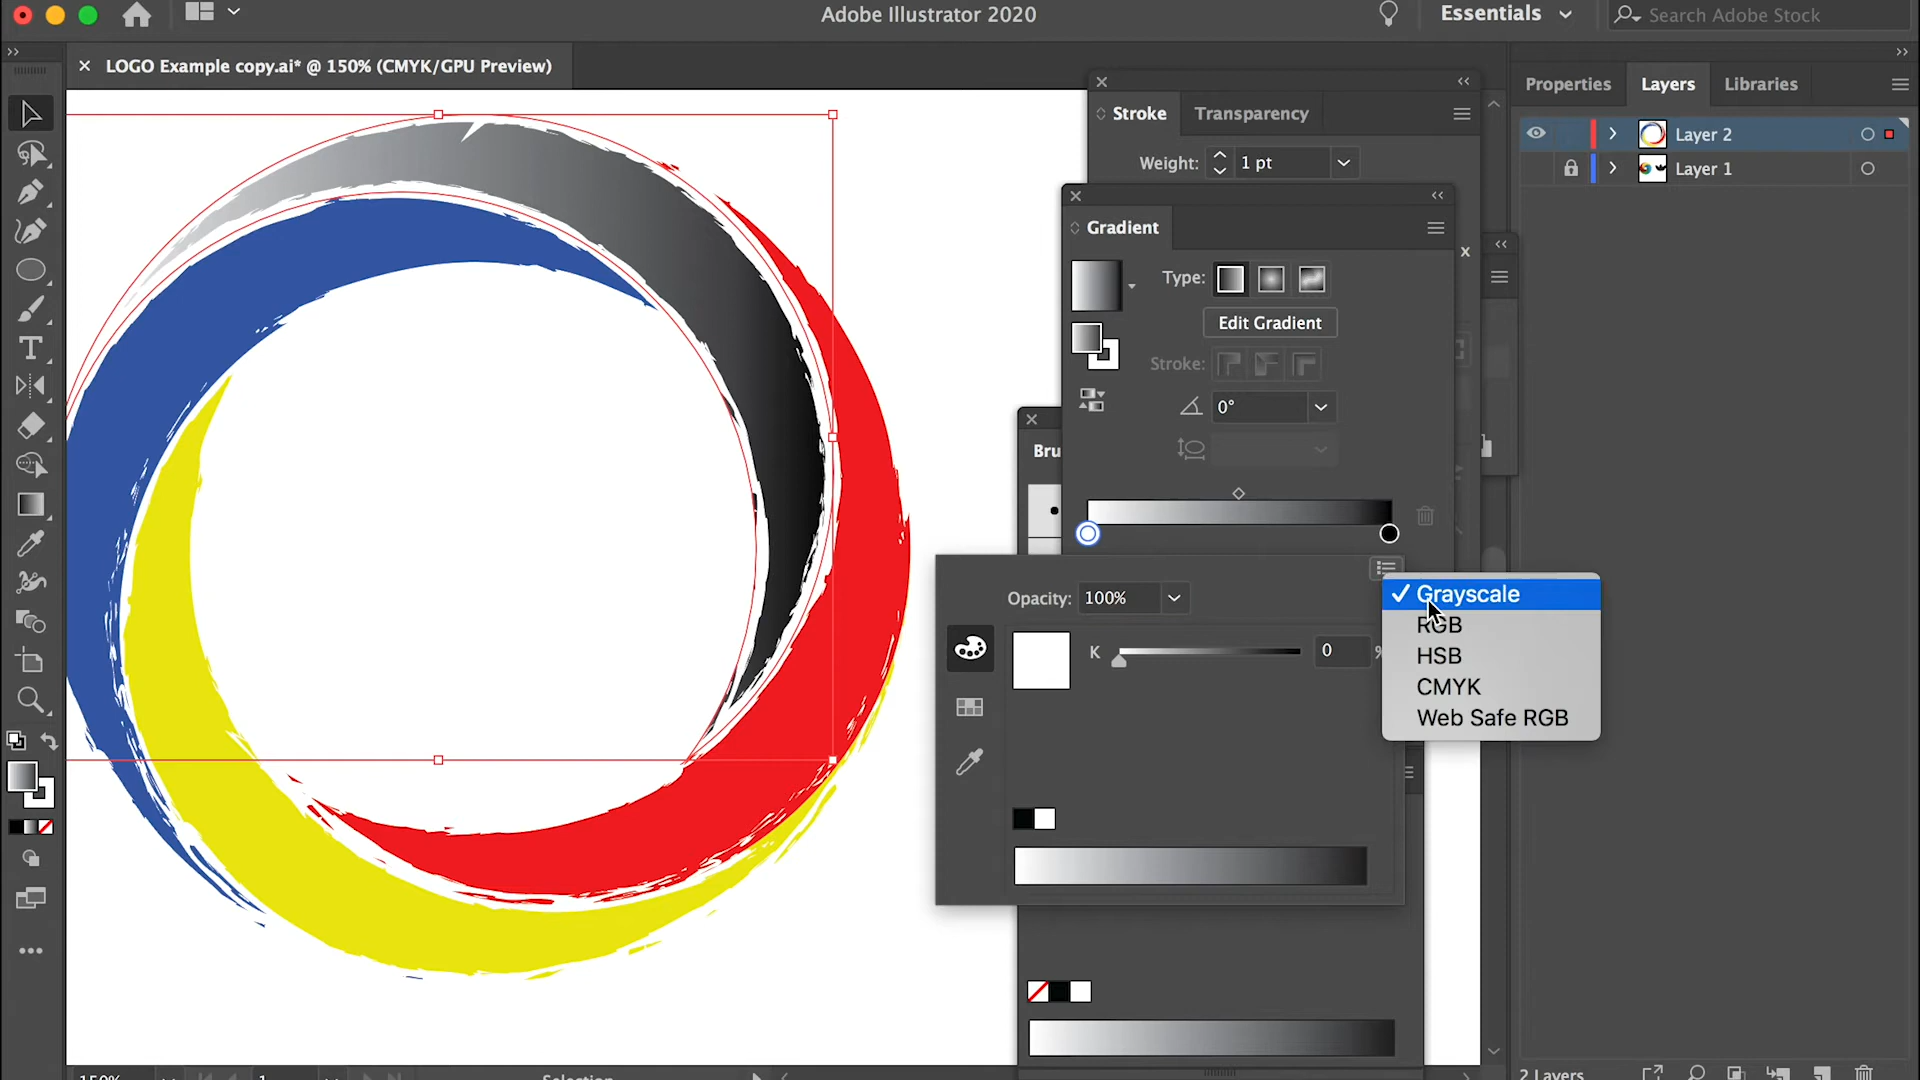 Adobe Illustrator 2020
Essentials
Search Adobe Stock
LOGO Example copy.ai* @ 150% (CMYK/GPU Preview)
Properties
Layers
Libraries
Stroke
Transparency
Weight:
1 pt
Layer 2
Layer 1
Gradient
Type:
Edit Gradient
Stroke:
0°
Bru
Opacity:
100%
K
0
%
Grayscale
RGB
HSB
CMYK
Web Safe RGB
150%
1
Selection
2 Layers